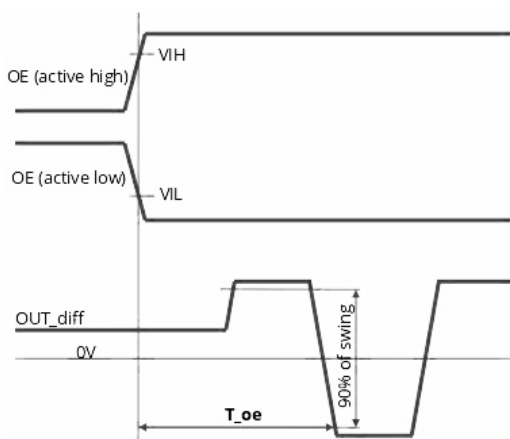 VIH
OE (active high)
OE (active low)
VIL
OUT_diff
0V
90% of swing
T_oe